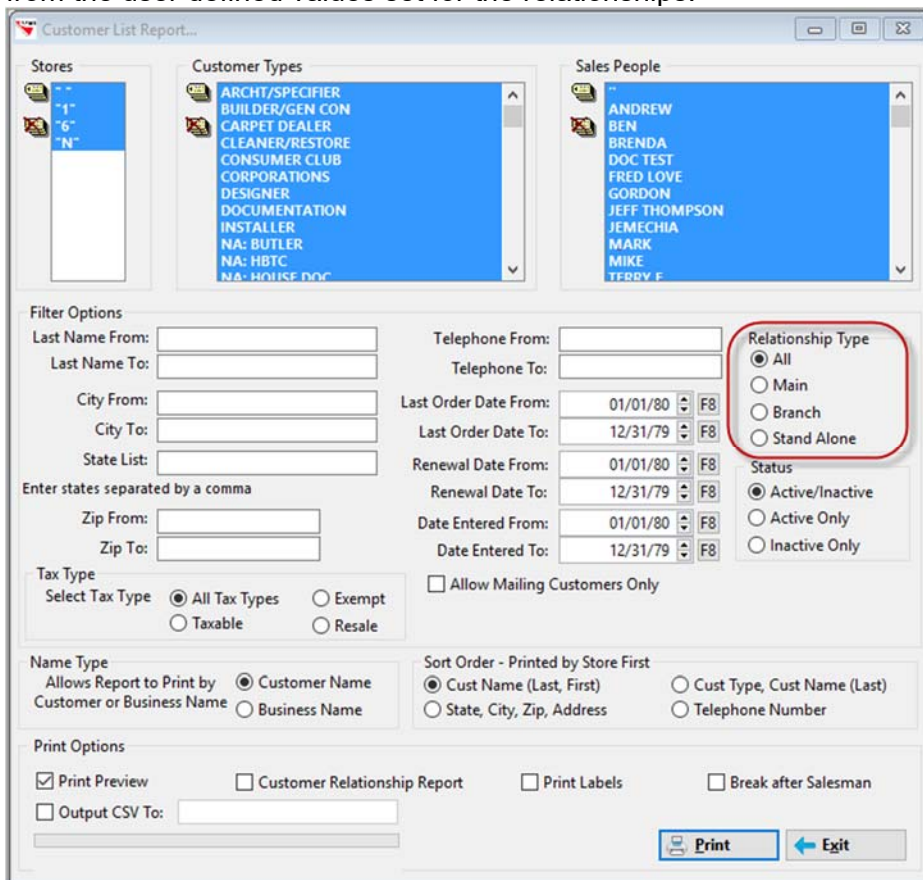 from the user defined values set for the relationships.
Customer List Report...
Stores
" "
"1"
"6"
"N"
Customer Types
ARCHT/SPECIFIER
BUILDER/GEN CON
CARPET DEALER
CLEANER/RESTORE
CONSUMER CLUB
CORPORATIONS
DESIGNER
DOCUMENTATION
INSTALLER
NA: BUTLER
NA: HBTC
NA: HOUSE DOC
Sales People
"
ANDREW
BEN
BRENDA
DOC TEST
FRED LOVE
GORDON
JEFF THOMPSON
JEMECHIA
MARK
MIKE
TERRY F
Filter Options
Last Name From:
Last Name To:
City From:
City To:
State List:
Enter states separated by a comma
Zip From:
Zip To:
Telephone From:
Telephone To:
Last Order Date From: 01/01/80 F8
Last Order Date To: 12/31/79 F8
Renewal Date From: 01/01/80 F8
Renewal Date To: 12/31/79 F8
Date Entered From: 01/01/80 F8
Date Entered To: 12/31/79 F8
Relationship Type
All
Main
Branch
Stand Alone
Status
Active/Inactive
Active Only
Inactive Only
Tax Type
Select Tax Type All Tax Types Exempt
Taxable Resale
Allow Mailing Customers Only
Name Type
Allows Report to Print by Customer Name
Customer or Business Name Business Name
Sort Order - Printed by Store First
Cust Name (Last, First) Cust Type, Cust Name (Last)
State, City, Zip, Address Telephone Number
Print Options
Print Preview Customer Relationship Report Print Labels Break after Salesman
Output CSV To:
Print Exit